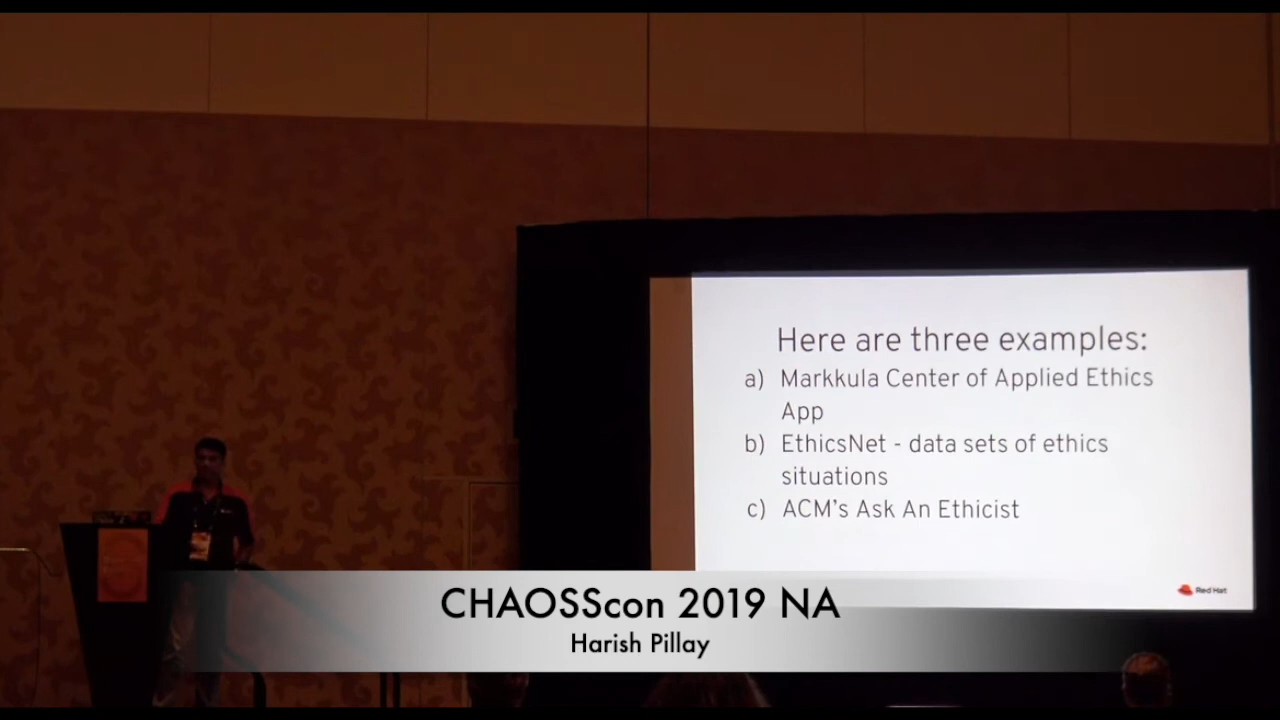 Here are three examples:
a) Markkula Center of Applied Ethics
App
b) EthicsNet - data sets of ethics
situations
c) ACM's Ask An Ethicist
Red Hat
CHAOSScon 2019 NA
Harish Pillay